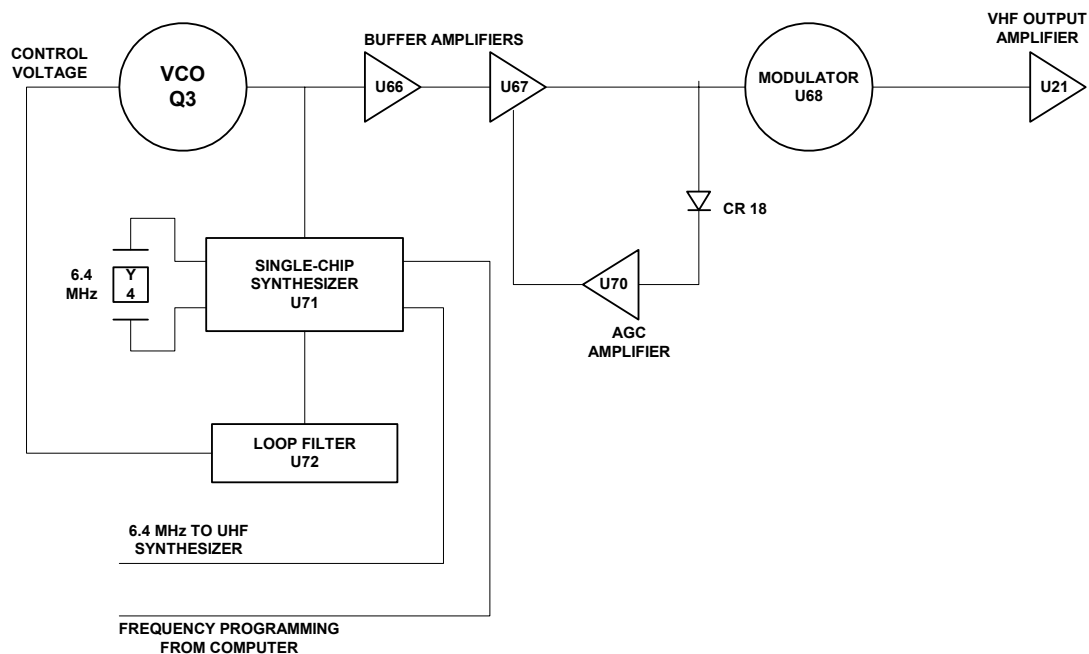 VHF OUTPUT
AMPLIFIER
CONTROL
VOLTAGE
BUFFER AMPLIFIERS
VCO
Q3
U66
U67
MODULATOR
U68
U21
CR 18
6.4
MHz
Y
4
SINGLE-CHIP
SYNTHESIZER
U71
U70
AGC
AMPLIFIER
LOOP FILTER
U72
6.4 MHz TO UHF
SYNTHESIZER
FREQUENCY PROGRAMMING
FROM COMPUTER